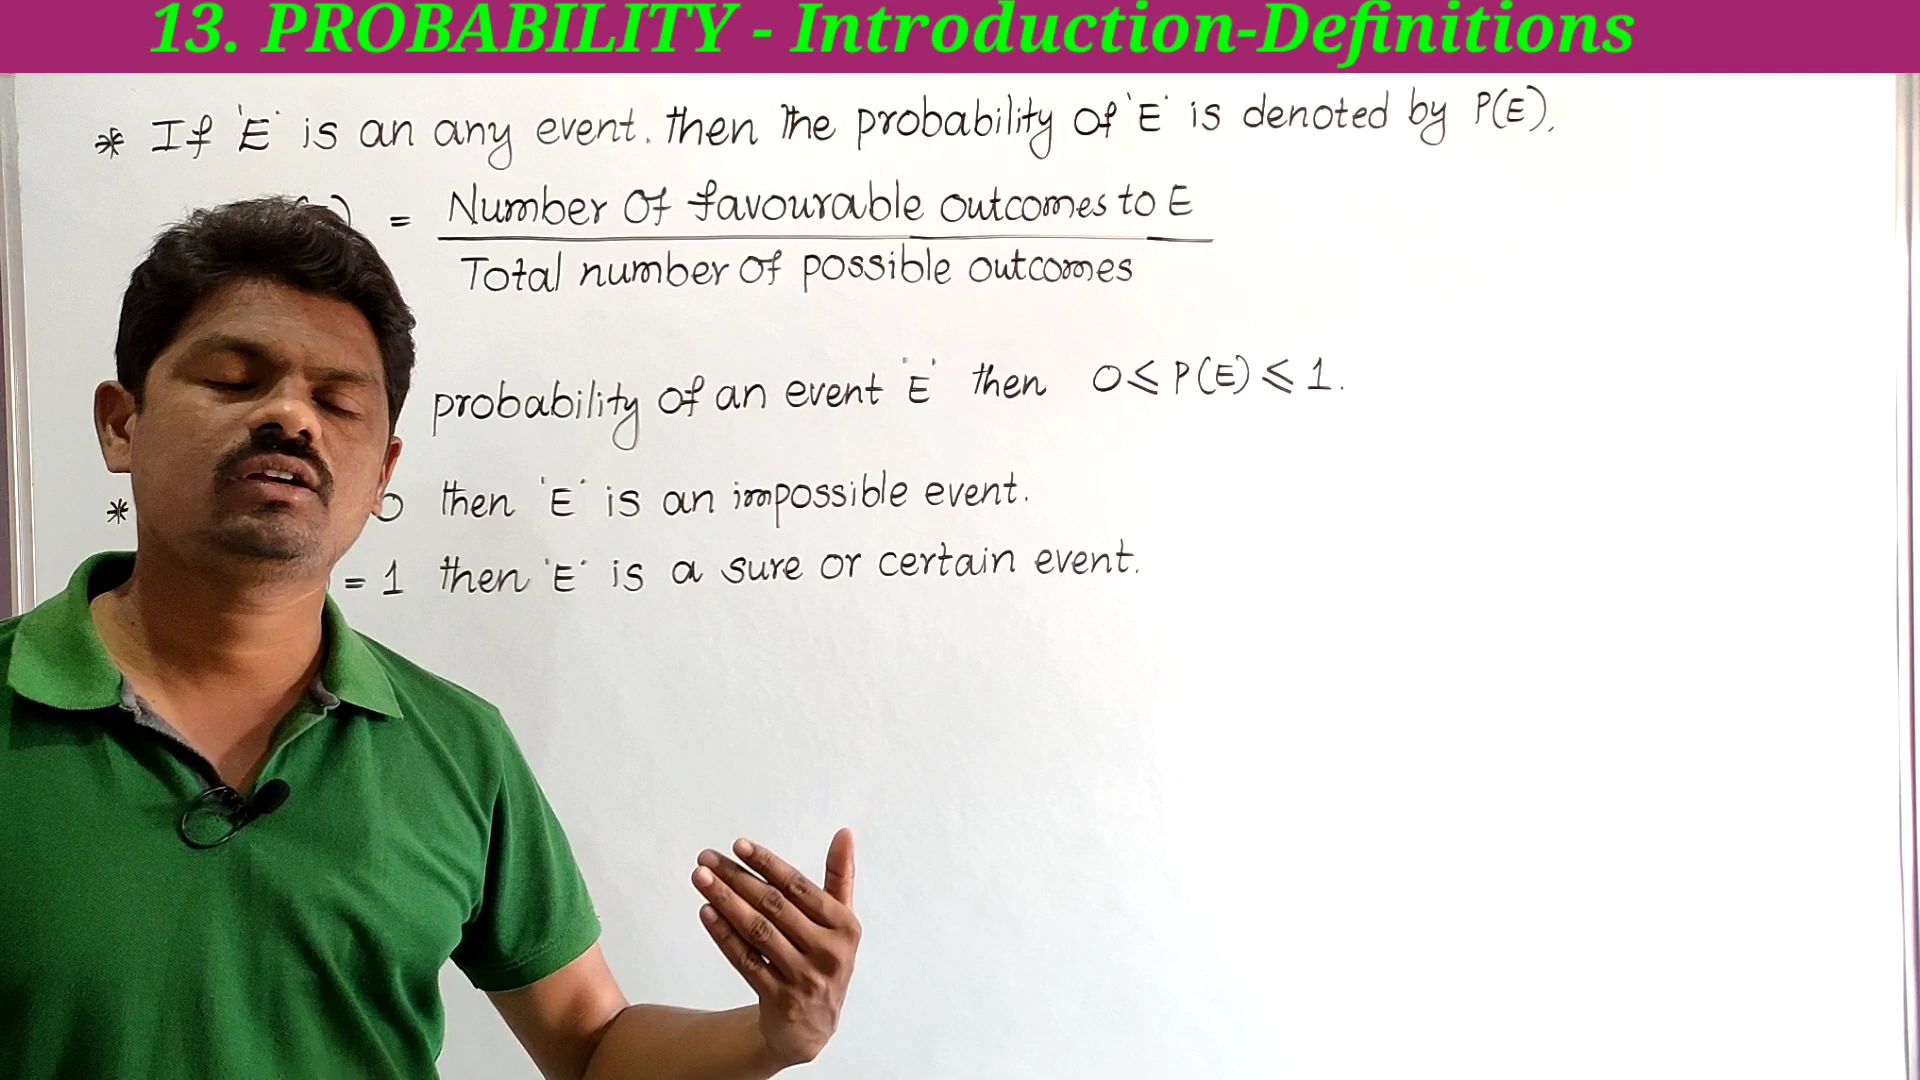 13. PROBABILITY - Introduction-Definitions
* If 'E' is an any event. then the probability of 'E' is denoted by P(E).
) = Number Of favourable outcomes to E
Total number of possible outcomes
probability of an event 'E' then 0 ⩽ P(E) ⩽ 1.
* 0 then 'E' is an impossible event.
= 1 then 'E' is a sure or certain event.